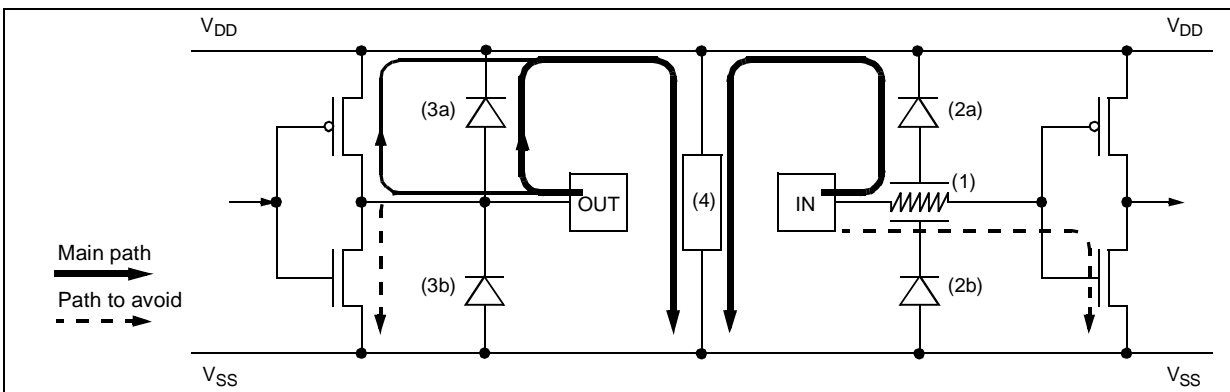 VDD
VDD
(3a)
(2a)
(1)
OUT
(4)
IN
Main path
Path to avoid
(3b)
(2b)
VSS
VSS